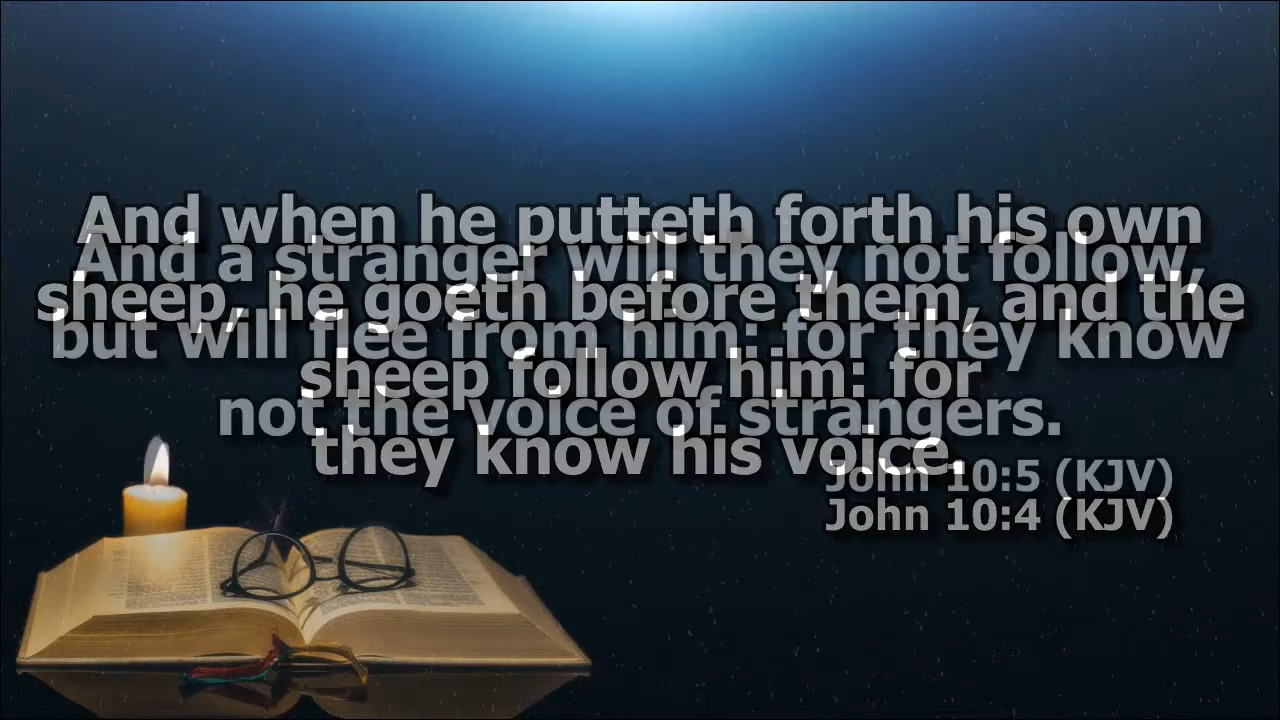 And when he putteth forth his own
sheep, he goeth before them, and the
sheep follow him: for
they know his voice.
John 10:4 (KJV)
And a stranger will they not follow,
but will flee from him: for they know
not the voice of strangers.
John 10:5 (KJV)